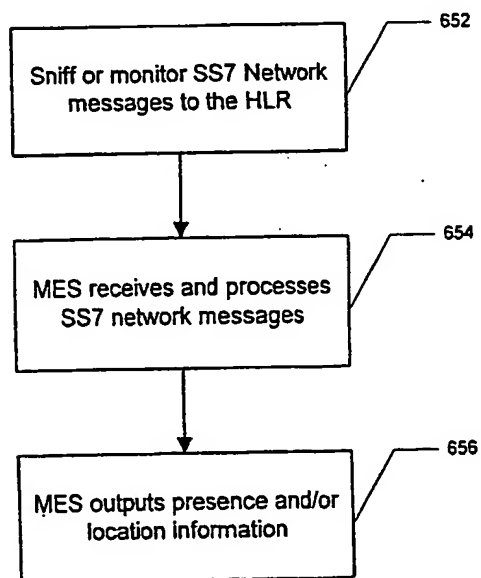 652
Sniff or monitor SS7 Network
messages to the HLR
654
MES receives and processes
SS7 network messages
656
MES outputs presence and/or
location information